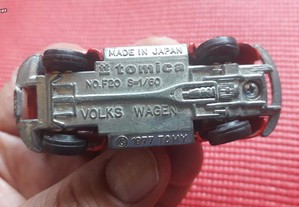 MADE IN JAPAN
tomica
NO.F20 S=1/60
VOLKS WAGEN
© 1977 TOMY